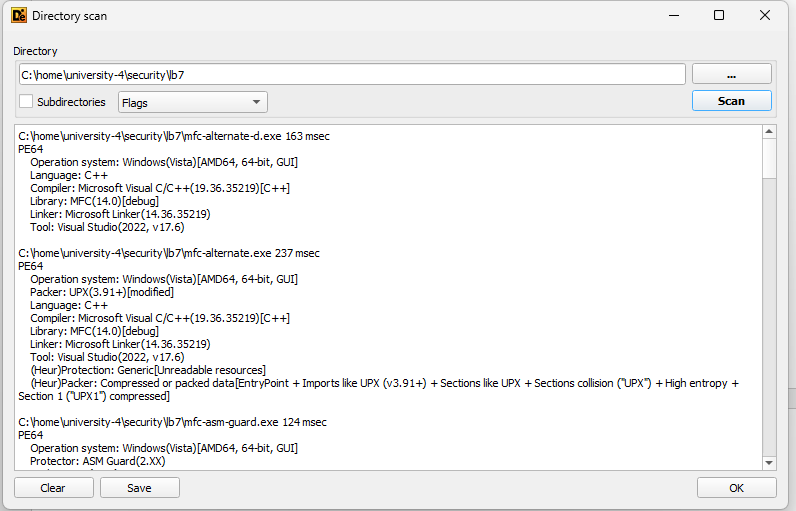 Directory scan
Directory
C:\home\university-4\security\lb7
...
Subdirectories
Flags
Scan
C:\home\university-4\security\lb7\mfc-alternate-d.exe 163 msec
PE64
Operation system: Windows(Vista)[AMD64, 64-bit, GUI]
Language: C++
Compiler: Microsoft Visual C/C++(19.36.35219)[C++]
Library: MFC(14.0)[debug]
Linker: Microsoft Linker(14.36.35219)
Tool: Visual Studio(2022, v17.6)
C:\home\university-4\security\lb7\mfc-alternate.exe 237 msec
PE64
Operation system: Windows(Vista)[AMD64, 64-bit, GUI]
Packer: UPX(3.91+)[modified]
Language: C++
Compiler: Microsoft Visual C/C++(19.36.35219)[C++]
Library: MFC(14.0)[debug]
Linker: Microsoft Linker(14.36.35219)
Tool: Visual Studio(2022, v17.6)
(Heur)Protection: Generic[Unreadable resources]
(Heur)Packer: Compressed or packed data[EntryPoint + Imports like UPX (v3.91+) + Sections like UPX + Sections collision ("UPX") + High entropy +
Section 1 ("UPX1") compressed]
C:\home\university-4\security\lb7\mfc-asm-guard.exe 124 msec
PE64
Operation system: Windows(Vista)[AMD64, 64-bit, GUI]
Protector: ASM Guard(2.XX)
Clear
Save
OK